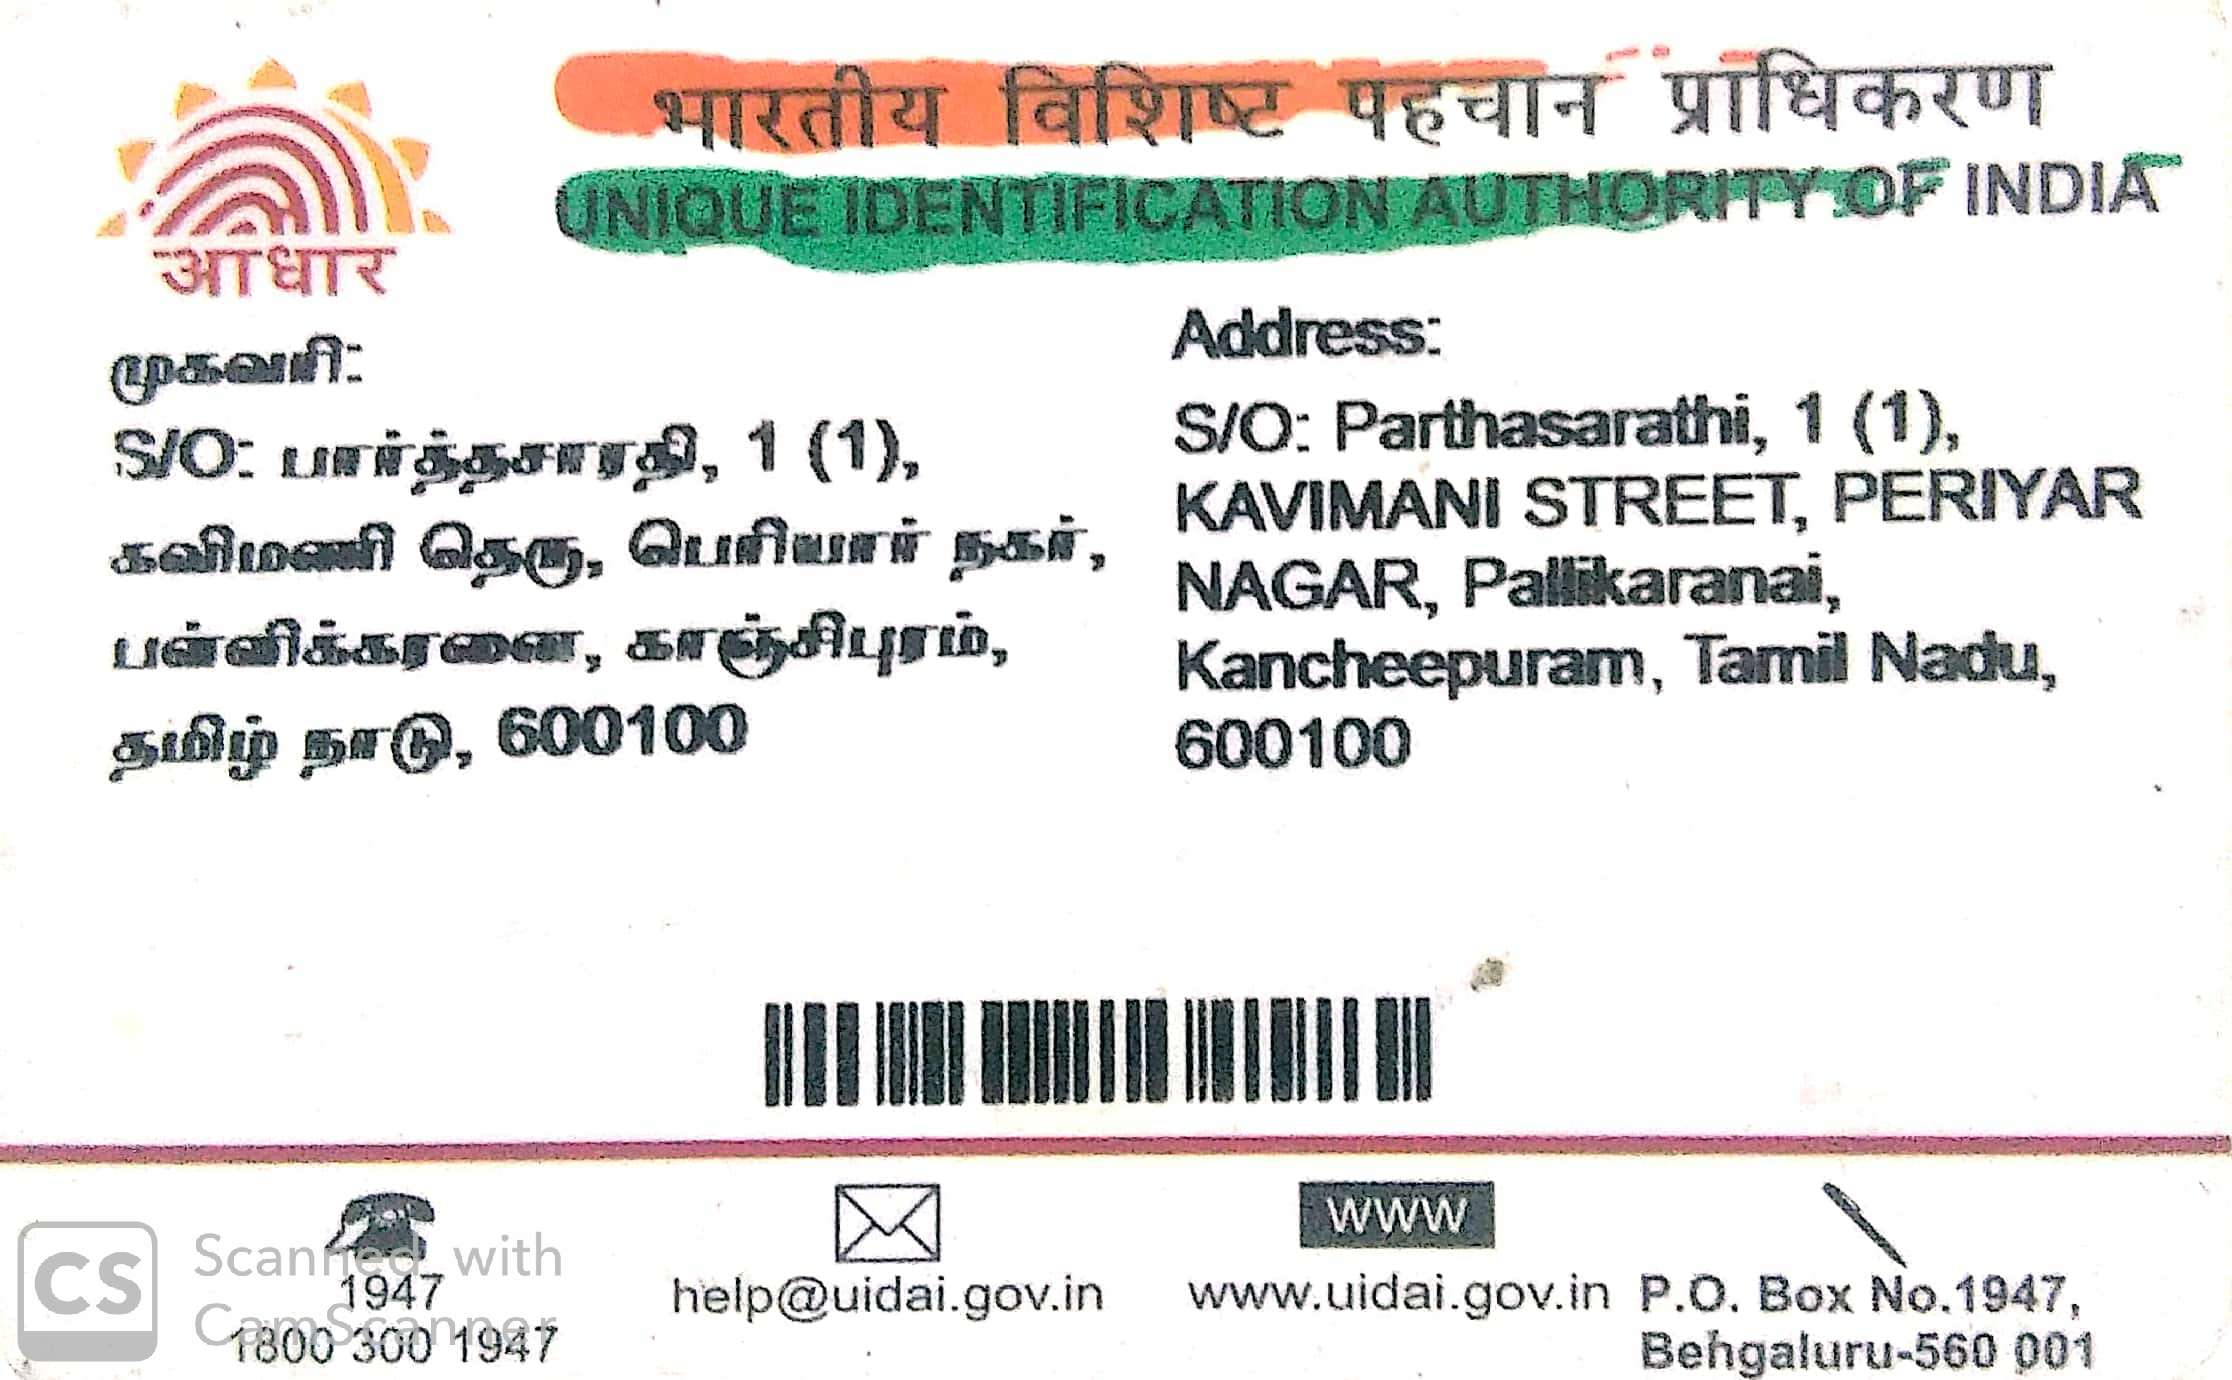 भारतीय विशिष्ट पहचान प्राधिकरण
UNIQUE IDENTIFICATION AUTHORITY OF INDIA
आधार
முகவரி:
S/O: பார்த்தசாரதி, 1 (1),
கவிமணி தெரு, பெரியார் நகர்,
பள்ளிக்கரணை, காஞ்சிபுரம்,
தமிழ் நாடு, 600100
Address:
S/O: Parthasarathi, 1 (1),
KAVIMANI STREET, PERIYAR
NAGAR, Pallikaranai,
Kancheepuram, Tamil Nadu,
600100
WWW
1947
1800 300 1947
help@uidai.gov.in
www.uidai.gov.in
P.O. Box No.1947,
Bengaluru-560 001
CS
Scanned with
CamScanner